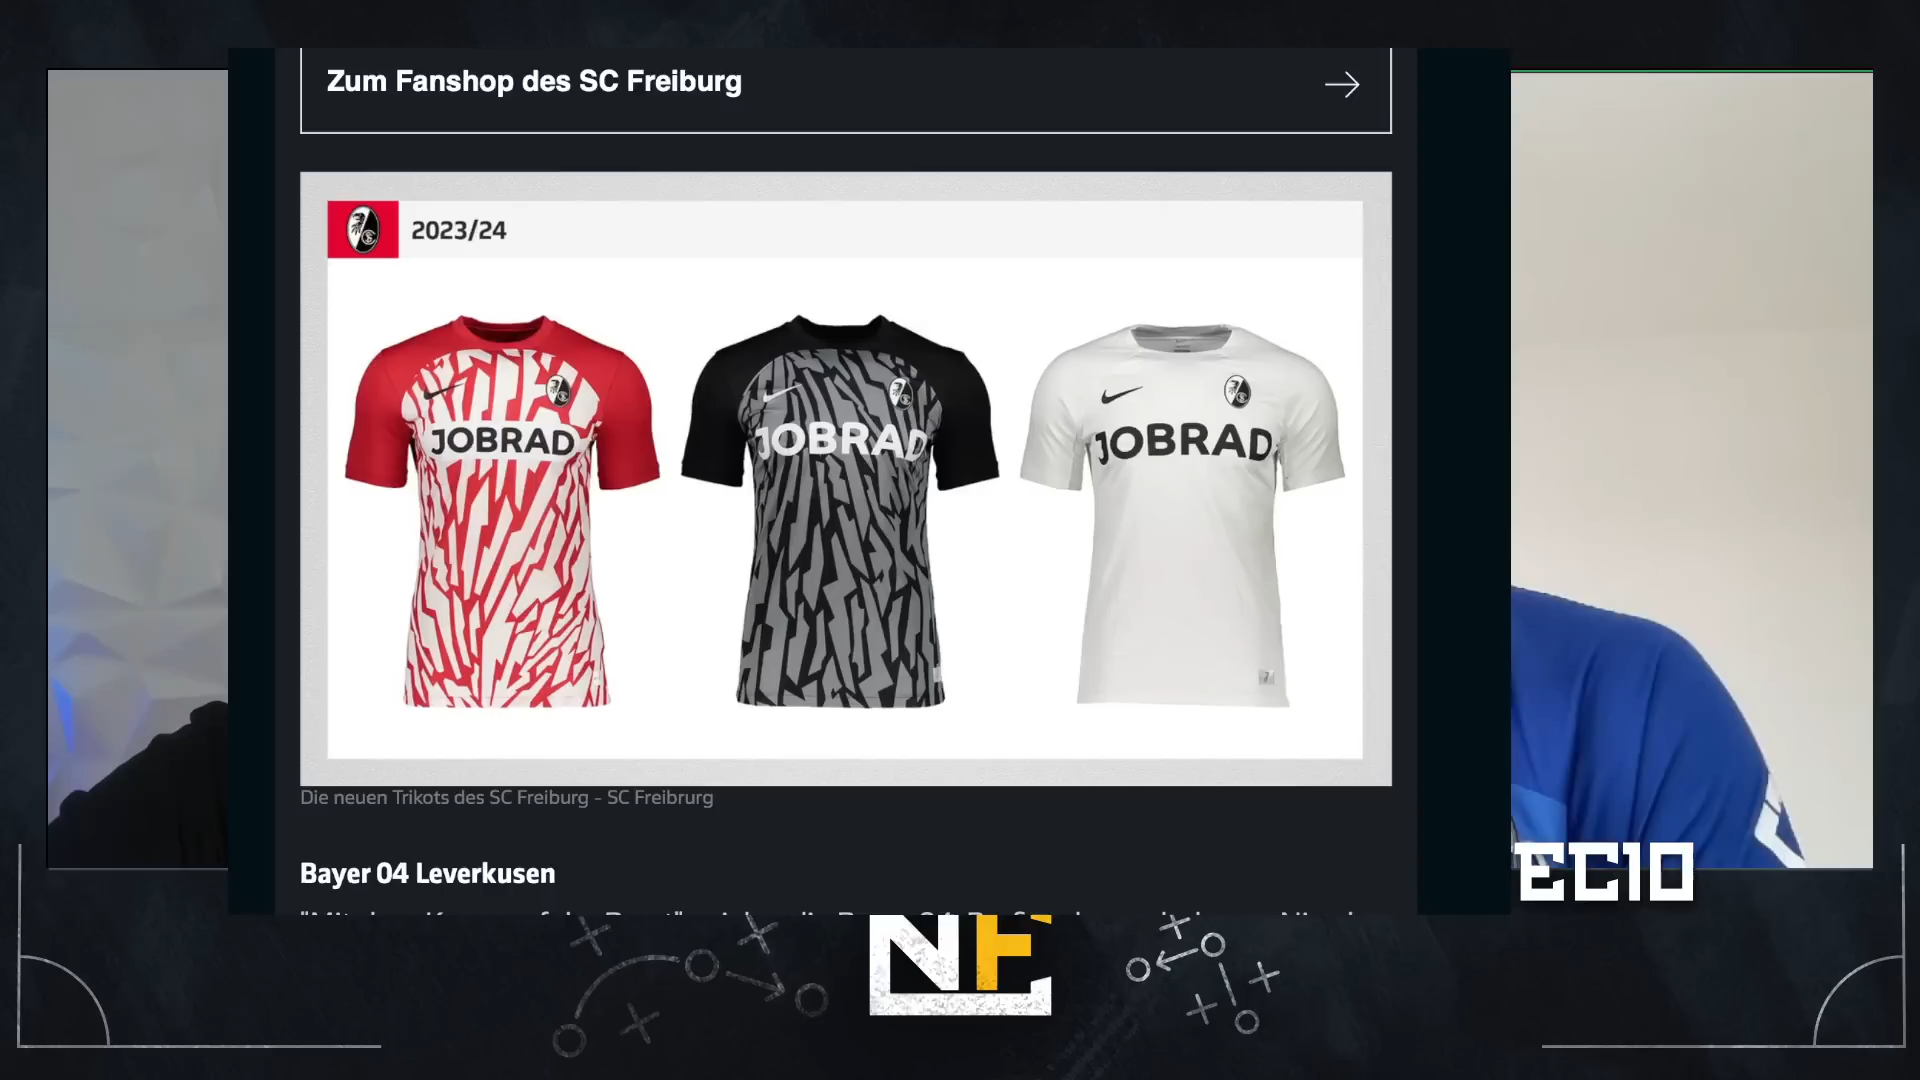 Zum Fanshop des SC Freiburg
2023/24
JOBRAD
JOBRAD
JOBRAD
Die neuen Trikots des SC Freiburg - SC Freibrurg
Bayer 04 Leverkusen
EC10
NE